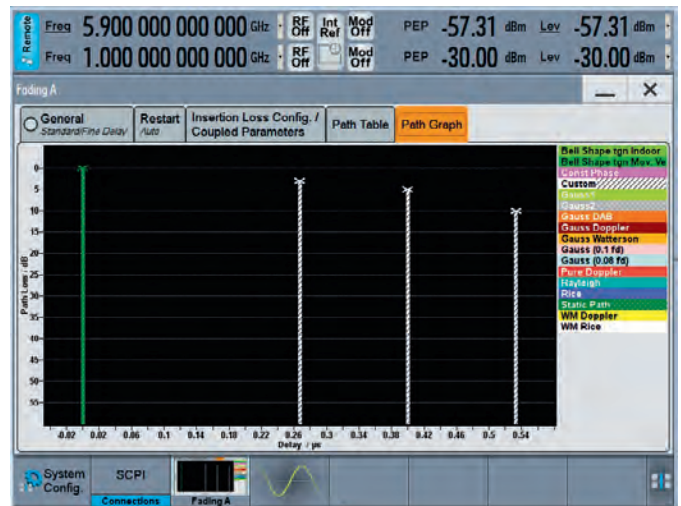 Remote
Freq 5.900 000 000 000 GHz RF Off Int Ref Mod Off PEP -57.31 dBm Lev -57.31 dBm
Freq 1.000 000 000 000 GHz RF Off Mod Off PEP -30.00 dBm Lev -30.00 dBm
Fading A
General
Standard/Fine Delay
Restart
Auto
Insertion Loss Config. /
Coupled Parameters
Path Table
Path Graph
Path Loss / dB
0
5
10
15
20
25
30
35
40
45
50
55
-0.02 0.02 0.06 0.1 0.14 0.18 0.22 0.26 0.3 0.34 0.38 0.42 0.46 0.5 0.54
Delay / µs
Bell Shape tgn Indoor
Bell Shape tgn Mov. Ve
Const Phase
Custom
Gauss1
Gauss2
Gauss DAB
Gauss Doppler
Gauss Watterson
Gauss (0.1 fd)
Gauss (0.08 fd)
Pure Doppler
Rayleigh
Rice
Static Path
WM Doppler
WM Rice
System
Config.
SCPI
Connections
Fading A